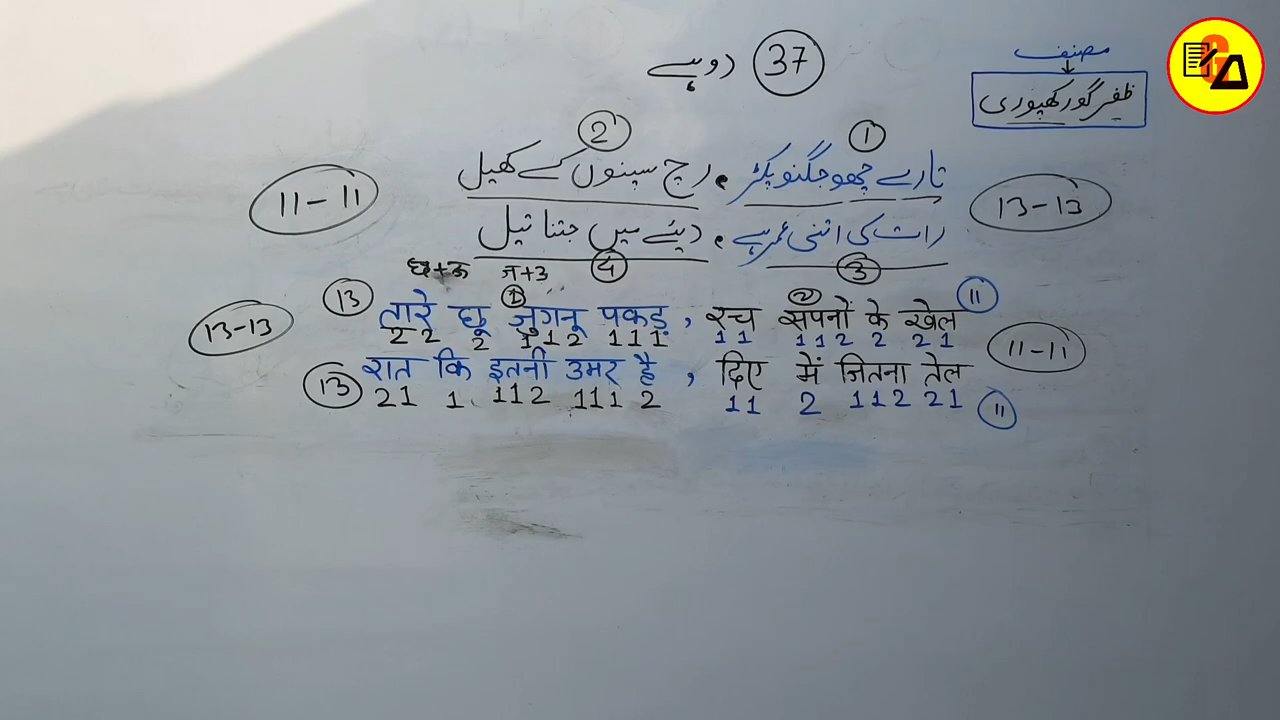 37 دوہے
مصنف
ظفر گورکھپوری
① ②
تارے چھو جگنو پکڑ، رچ سپنوں کے کھیل
13-13 11-11
رات کی اتنی عمر ہے، دیئے میں جتنا تیل
③ ④
छ+ऊ ज+उ
13 तारे छू जुगनू पकड़, रच सपनों के खेल 11
① ②
13-13 2 2 2 1 1 2 1 1 1 1 1 1 1 2 2 2 1 11-11
13 रात कि इतनी उमर है, दिए में जितना तेल
2 1 1 1 1 2 1 1 1 2 1 1 2 1 1 2 2 1 11